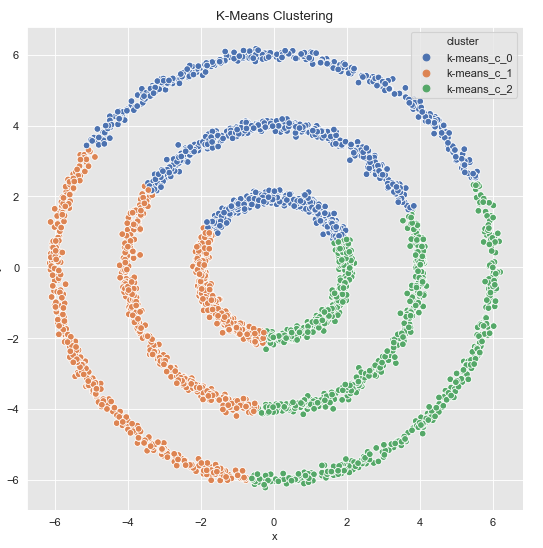 K-Means Clustering
cluster
k-means_c_0
k-means_c_1
k-means_c_2
6
4
2
0
−2
−4
−6
−6 −4 −2 0 2 4 6
x